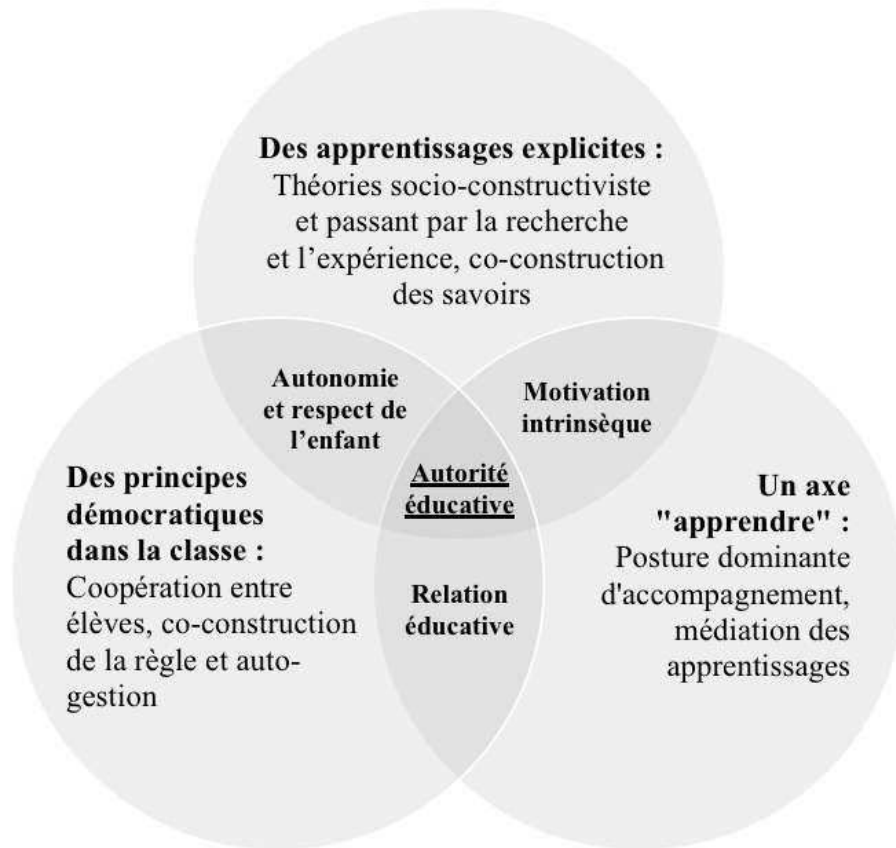 Des apprentissages explicites :
Théories socio-constructiviste
et passant par la recherche
et l’expérience, co-construction
des savoirs
Autonomie
et respect de
l’enfant
Motivation
intrinsèque
Autorité
éducative
Des principes
démocratiques
dans la classe :
Coopération entre
élèves, co-construction
de la règle et auto-
gestion
Relation
éducative
Un axe
"apprendre" :
Posture dominante
d'accompagnement,
médiation des
apprentissages